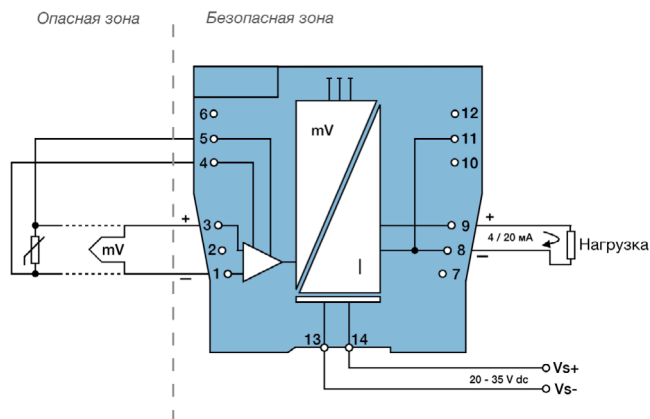 Опасная зона
Безопасная зона
6
12
5
mV
11
4
10
+
3
9
+
mV
2
4 / 20 мА
8
Нагрузка
–
1
I
7
–
13
14
Vs+
20 - 35 V dc
Vs-